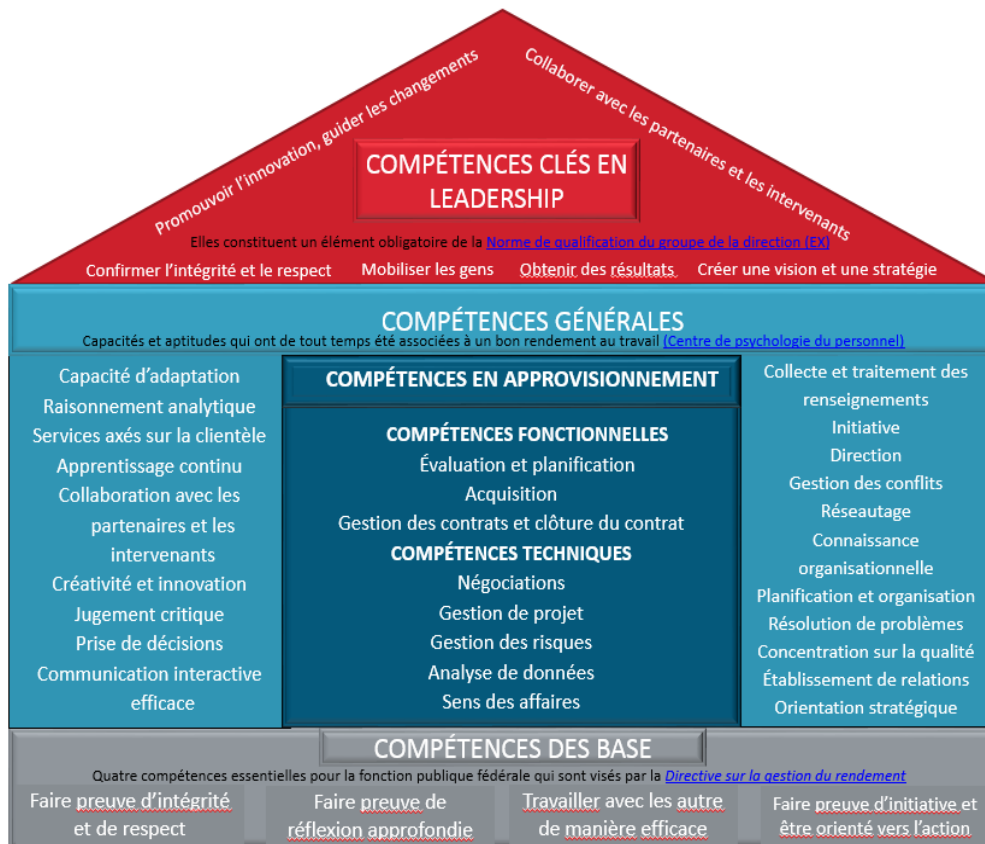 Promouvoir l'innovation, guider les changements
Collaborer avec les partenaires et les intervenants
COMPÉTENCES CLÉS EN
LEADERSHIP
Elles constituent un élément obligatoire de la Norme de qualification du groupe de la direction (EX)
Confirmer l'intégrité et le respect
Mobiliser les gens
Obtenir des résultats
Créer une vision et une stratégie
COMPÉTENCES GÉNÉRALES
Capacités et aptitudes qui ont de tout temps été associées à un bon rendement au travail (Centre de psychologie du personnel)
Capacité d'adaptation
Raisonnement analytique
Services axés sur la clientèle
Apprentissage continu
Collaboration avec les
partenaires et les
intervenants
Créativité et innovation
Jugement critique
Prise de décisions
Communication interactive
efficace
COMPÉTENCES EN APPROVISIONNEMENT
COMPÉTENCES FONCTIONNELLES
Évaluation et planification
Acquisition
Gestion des contrats et clôture du contrat
COMPÉTENCES TECHNIQUES
Négociations
Gestion de projet
Gestion des risques
Analyse de données
Sens des affaires
Collecte et traitement des
renseignements
Initiative
Direction
Gestion des conflits
Réseautage
Connaissance
organisationnelle
Planification et organisation
Résolution de problèmes
Concentration sur la qualité
Établissement de relations
Orientation stratégique
COMPÉTENCES DES BASE
Quatre compétences essentielles pour la fonction publique fédérale qui sont visés par la Directive sur la gestion du rendement
Faire preuve d'intégrité
et de respect
Faire preuve de
réflexion approfondie
Travailler avec les autre
de manière efficace
Faire preuve d'initiative et
être orienté vers l'action